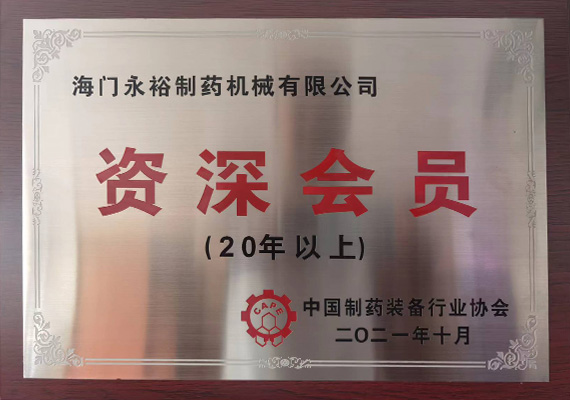 海门永裕制药机械有限公司
资深会员
(20年以上)
CAPE
中国制药装备行业协会
二〇二一年十月